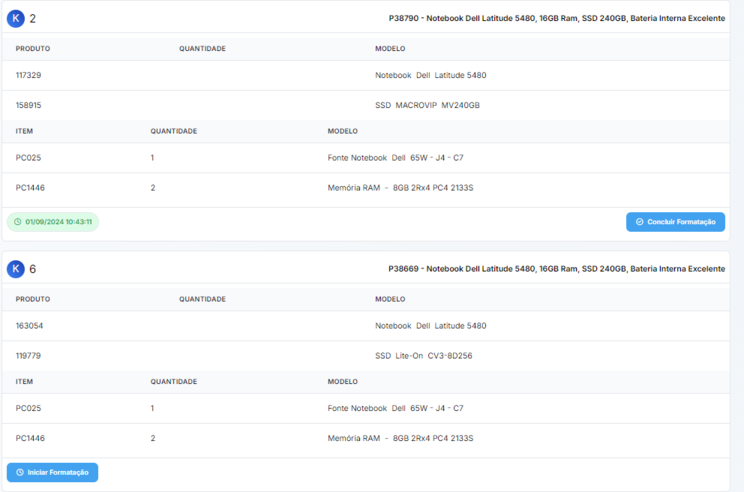 K 2 P38790 - Notebook Dell Latitude 5480, 16GB Ram, SSD 240GB, Bateria Interna Excelente
PRODUTO QUANTIDADE MODELO
117329 Notebook Dell Latitude 5480
158915 SSD MACROVIP MV240GB
ITEM QUANTIDADE MODELO
PC025 1 Fonte Notebook Dell 65W - J4 - C7
PC1446 2 Memória RAM - 8GB 2Rx4 PC4 2133S
01/09/2024 10:43:11 Concluir Formatação
K 6 P38669 - Notebook Dell Latitude 5480, 16GB Ram, SSD 240GB, Bateria Interna Excelente
PRODUTO QUANTIDADE MODELO
163054 Notebook Dell Latitude 5480
119779 SSD Lite-On CV3-8D256
ITEM QUANTIDADE MODELO
PC025 1 Fonte Notebook Dell 65W - J4 - C7
PC1446 2 Memória RAM - 8GB 2Rx4 PC4 2133S
Iniciar Formatação